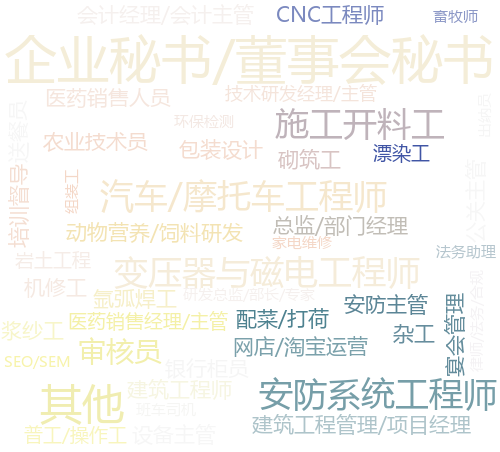 会计经理/会计主管
CNC工程师
畜牧师
企业秘书/董事会秘书
医药销售人员
技术研发经理/主管
送餐员
环保检测
施工开料工
农业技术员
包装设计
砌筑工
漂染工
培训督导
组装工
汽车/摩托车工程师
公关主管
动物营养/饲料研发
总监/部门经理
家电维修
法务助理
岩土工程
变压器与磁电工程师
机修工
氩弧焊工
研发总监/部长/专家
安防主管
宴会管理
浆纱工
医药销售经理/主管
配菜/打荷
杂工
审核员
网店/淘宝运营
SEO/SEM
银行柜员
其他
建筑工程师
安防系统工程师
班车司机
普工/操作工
设备主管
建筑工程管理/项目经理